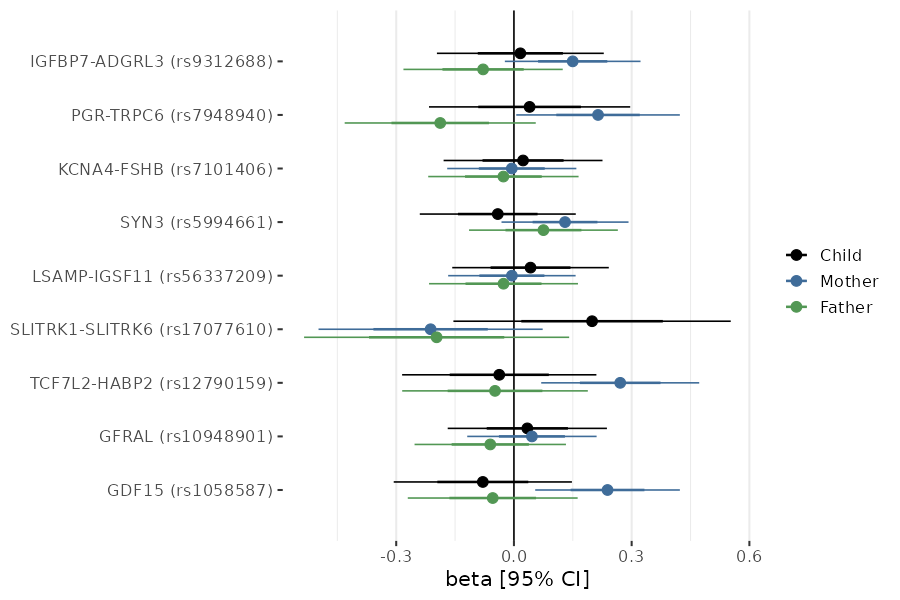 IGFBP7-ADGRL3 (rs9312688)
PGR-TRPC6 (rs7948940)
KCNA4-FSHB (rs7101406)
SYN3 (rs5994661)
LSAMP-IGSF11 (rs56337209)
SLITRK1-SLITRK6 (rs17077610)
TCF7L2-HABP2 (rs12790159)
GFRAL (rs10948901)
GDF15 (rs1058587)
-0.3 0.0 0.3 0.6
beta [95% CI]
Child
Mother
Father